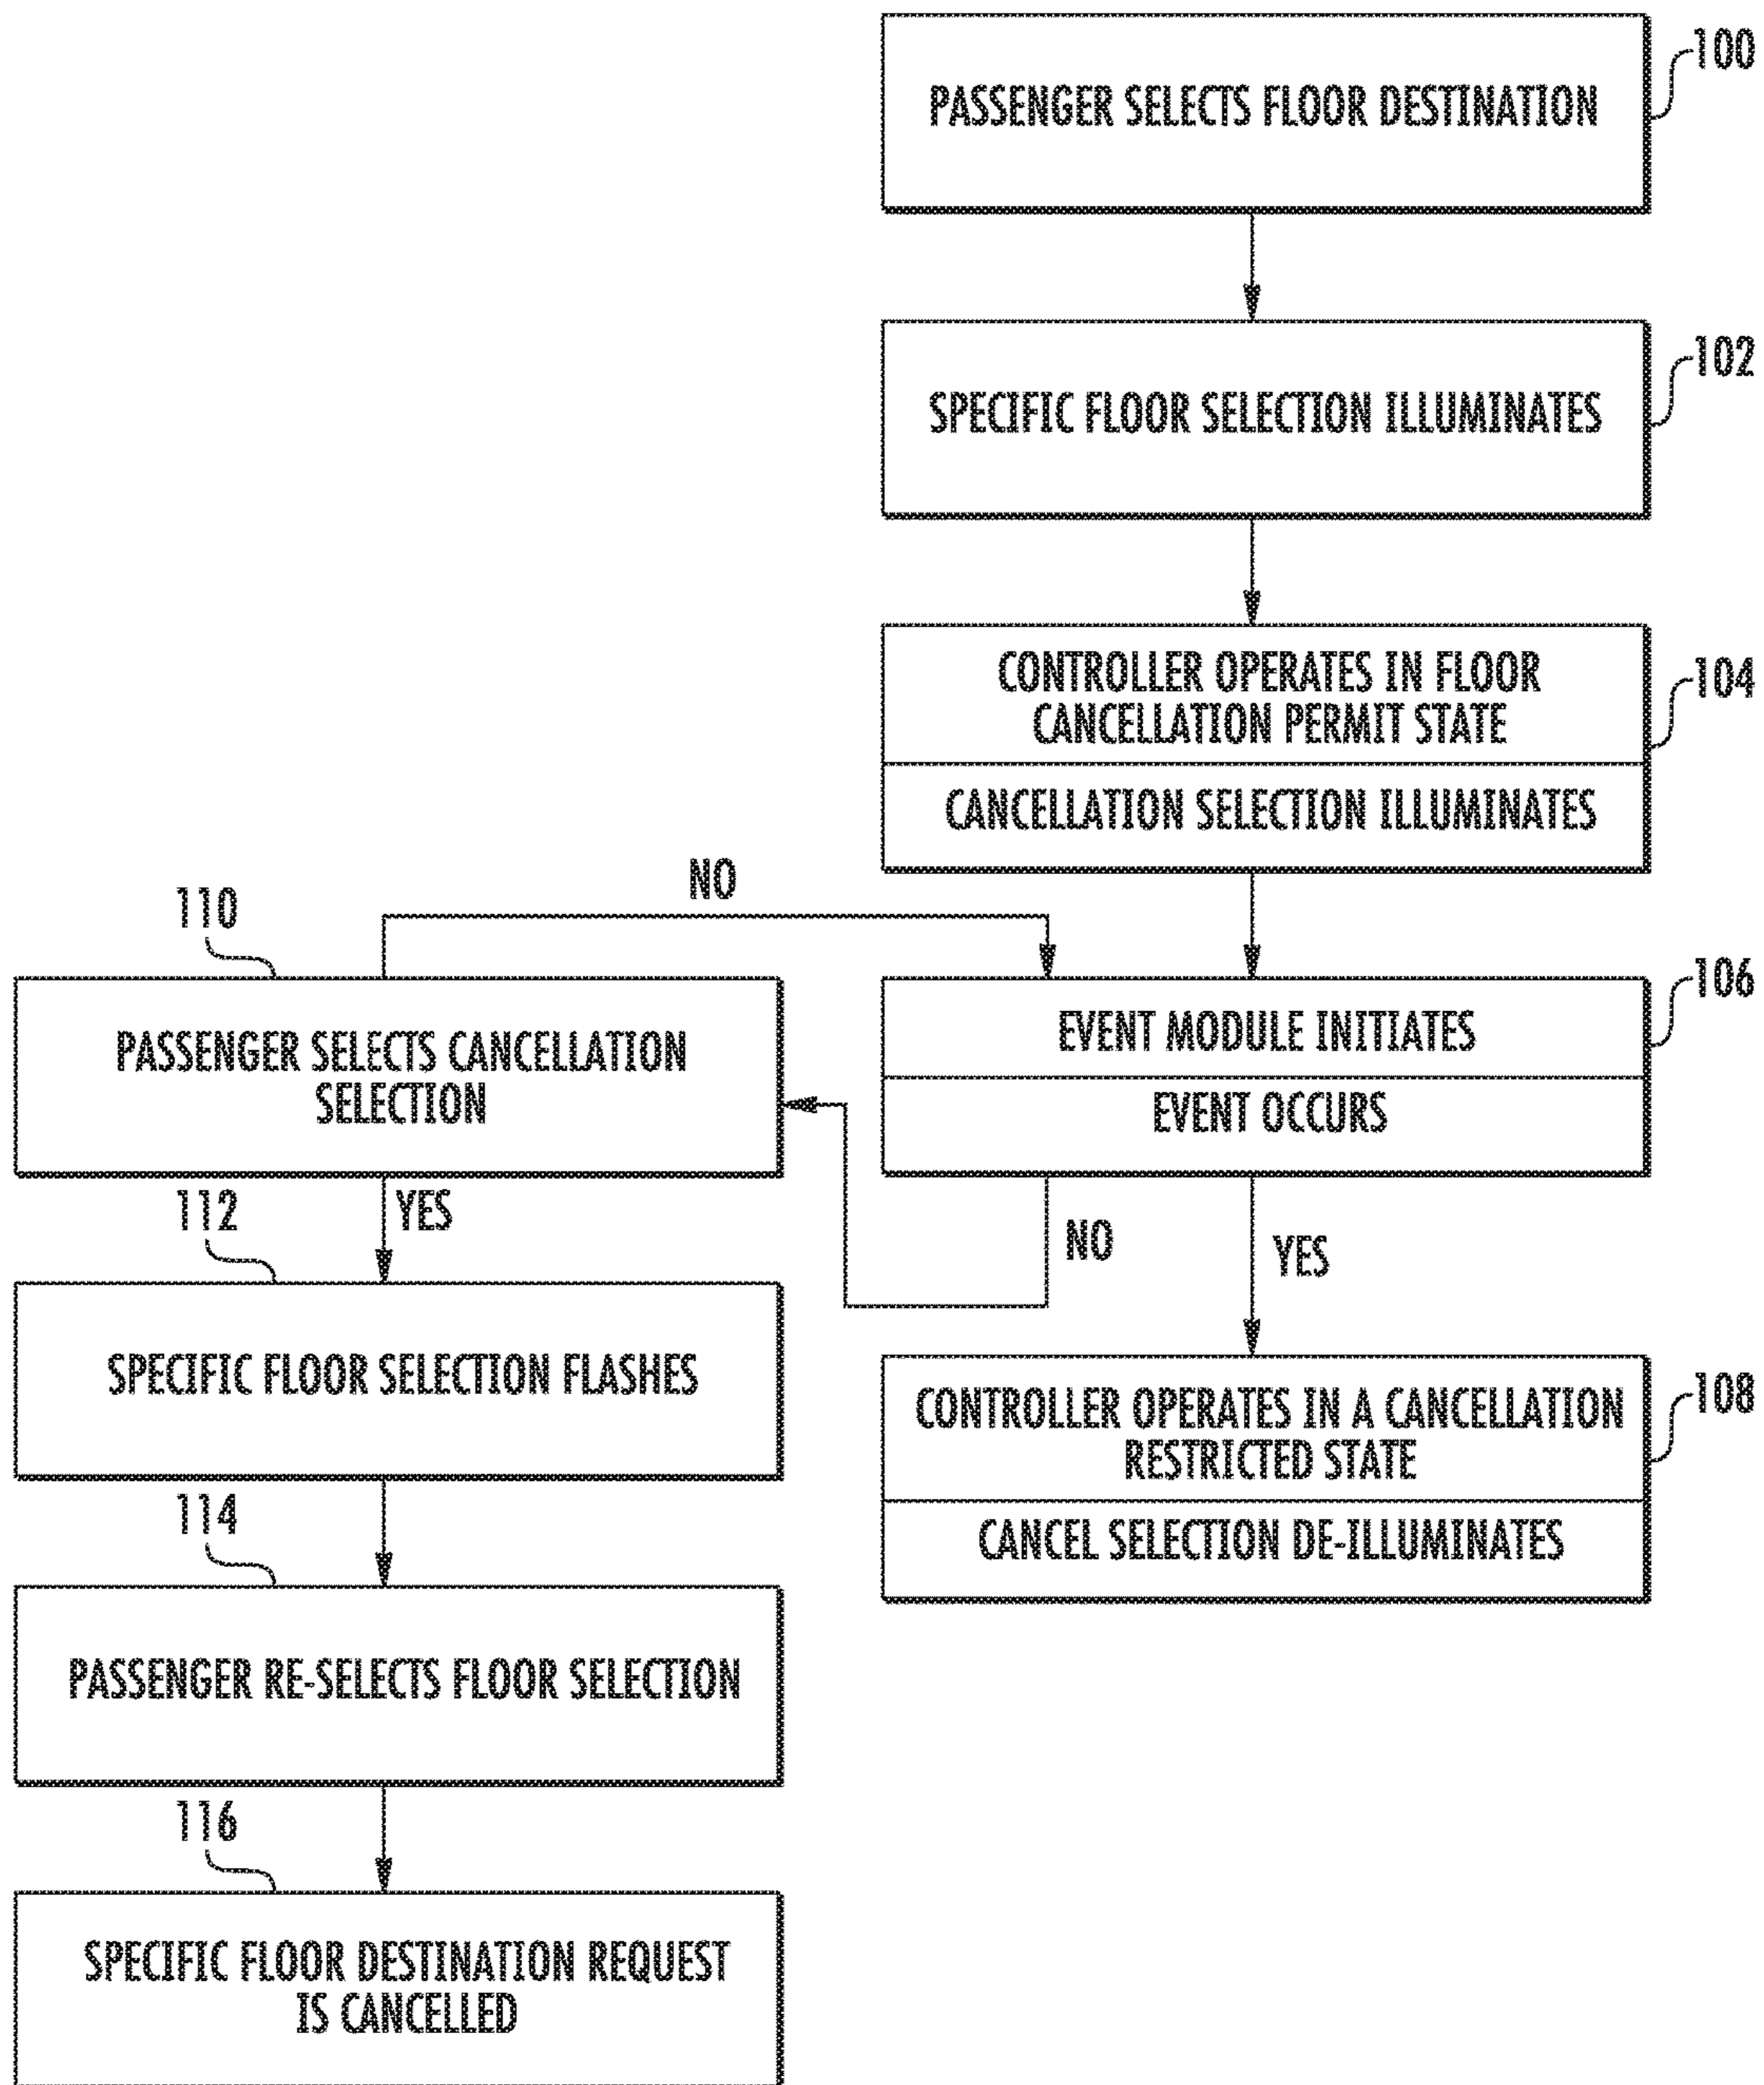 100
PASSENGER SELECTS FLOOR DESTINATION
102
SPECIFIC FLOOR SELECTION ILLUMINATES
104
CONTROLLER OPERATES IN FLOOR
CANCELLATION PERMIT STATE
CANCELLATION SELECTION ILLUMINATES
NO
110
106
PASSENGER SELECTS CANCELLATION
SELECTION
EVENT MODULE INITIATES
EVENT OCCURS
112
YES
NO
YES
SPECIFIC FLOOR SELECTION FLASHES
108
CONTROLLER OPERATES IN A CANCELLATION
RESTRICTED STATE
CANCEL SELECTION DE-ILLUMINATES
114
PASSENGER RE-SELECTS FLOOR SELECTION
116
SPECIFIC FLOOR DESTINATION REQUEST
IS CANCELLED